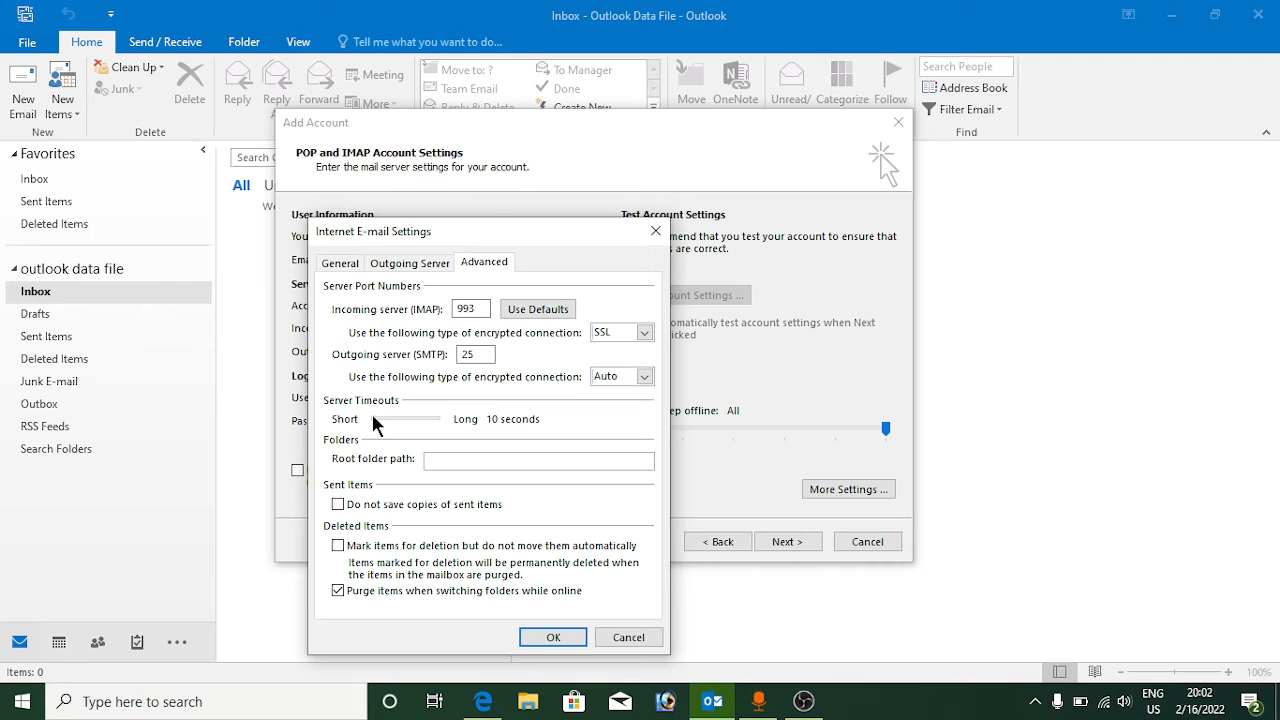 Inbox - Outlook Data File - Outlook
File
Home
Send / Receive
Folder
View
Tell me what you want to do...
New Email
New Items
Clean Up
Junk
Delete
Reply
Reply
Forward
Meeting
More
Move to: ?
Team Email
Reply & Delete
To Manager
Done
Create New
Move
OneNote
Unread/
Categorize
Follow
Search People
Address Book
Filter Email
New
Delete
Find
Favorites
Inbox
Sent Items
Deleted Items
outlook data file
Inbox
Drafts
Sent Items
Deleted Items
Junk E-mail
Outbox
RSS Feeds
Search Folders
Search
All
We
Add Account
POP and IMAP Account Settings
Enter the mail server settings for your account.
User Information
Test Account Settings
mend that you test your account to ensure that
are correct.
ount Settings ...
omatically test account settings when Next
icked
ep offline: All
More Settings ...
< Back
Next >
Cancel
Internet E-mail Settings
General
Outgoing Server
Advanced
Server Port Numbers
Incoming server (IMAP): 993 Use Defaults
Use the following type of encrypted connection: SSL
Outgoing server (SMTP): 25
Use the following type of encrypted connection: Auto
Server Timeouts
Short Long 10 seconds
Folders
Root folder path:
Sent Items
Do not save copies of sent items
Deleted Items
Mark items for deletion but do not move them automatically
Items marked for deletion will be permanently deleted when
the items in the mailbox are purged.
Purge items when switching folders while online
OK
Cancel
Items: 0
100%
Type here to search
ENG
US
20:02
2/16/2022
2